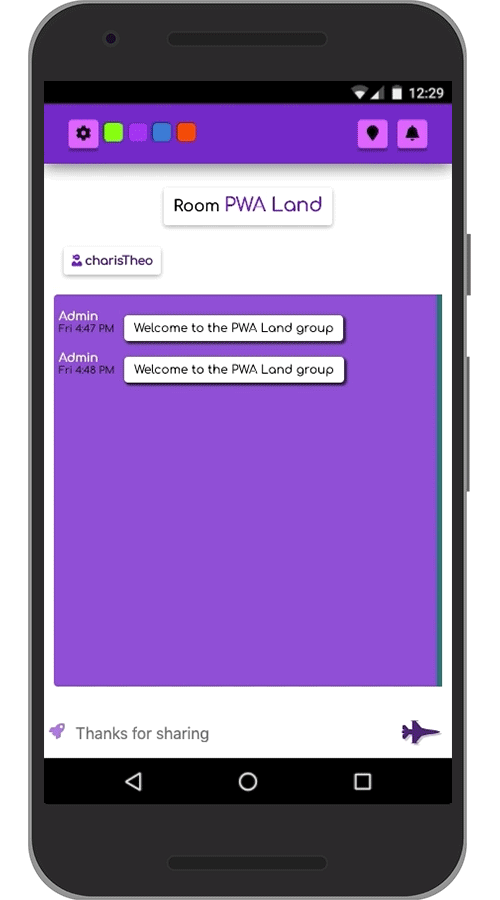 12:29
Room PWA Land
charisTheo
Admin
Fri 4:47 PM
Welcome to the PWA Land group
Admin
Fri 4:48 PM
Welcome to the PWA Land group
Thanks for sharing